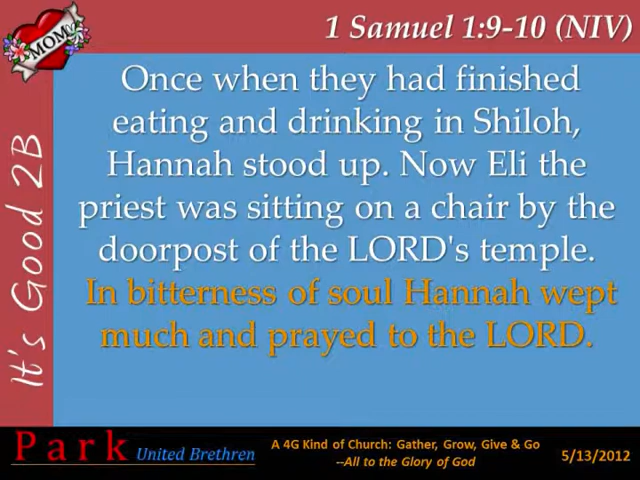 1 Samuel 1:9-10 (NIV)
MOM
Once when they had finished
eating and drinking in Shiloh,
Hannah stood up. Now Eli the
priest was sitting on a chair by the
doorpost of the LORD's temple.
In bitterness of soul Hannah wept
much and prayed to the LORD.
It's Good 2B
Park United Brethren
A 4G Kind of Church: Gather, Grow, Give & Go
--All to the Glory of God
5/13/2012